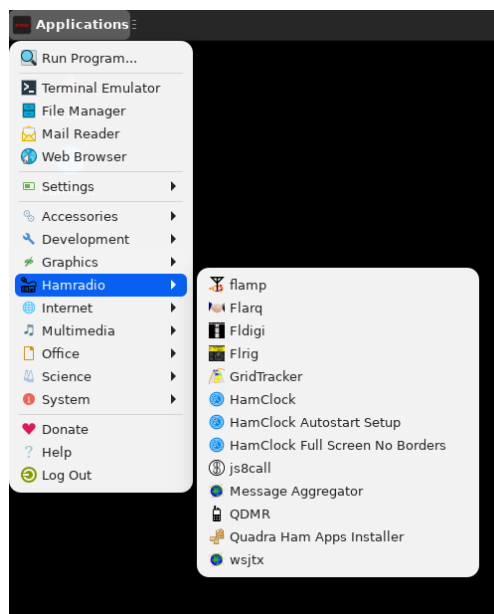 Applications
Run Program...
Terminal Emulator
File Manager
Mail Reader
Web Browser
Settings
Accessories
Development
Graphics
Hamradio
Internet
Multimedia
Office
Science
System
Donate
Help
Log Out
flamp
Flarq
Fldigi
Flrig
GridTracker
HamClock
HamClock Autostart Setup
HamClock Full Screen No Borders
js8call
Message Aggregator
QDMR
Quadra Ham Apps Installer
wsjtx